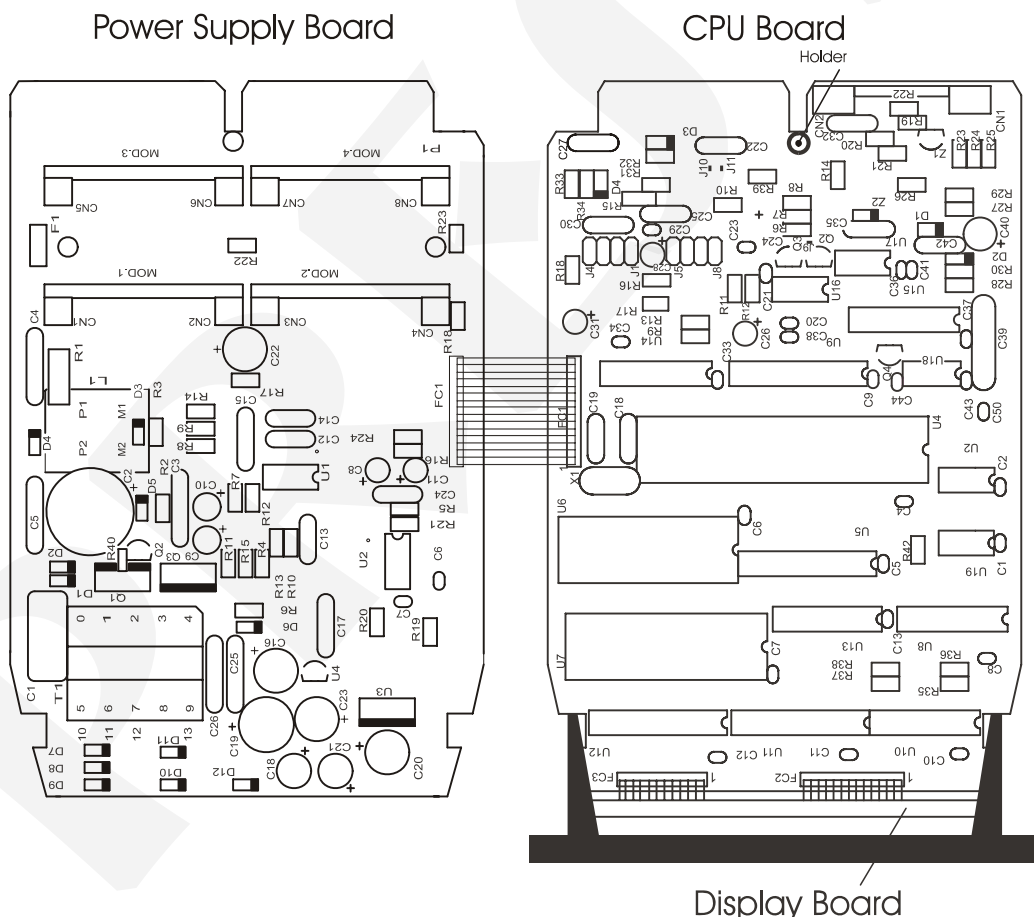 Power Supply Board
CPU Board
Holder
MOD.3
MOD.4
P1
CN5
CN6
CN7
CN8
F1
R22
R23
MOD.1
MOD.2
CN1
CN2
CN3
CN4
R18
C4
R1
L1
C22
R17
D4
P1
P2
M1
M2
D3
R3
R14
R9
R8
C15
C14
C12
R24
R16
U1
C8
C11
C24
R5
R21
C5
C2
D5
R2
C3
C10
R7
R12
C13
D2
D1
R40
Q2
Q1
Q3
C9
R11
R15
R4
R13
R10
U2
C6
C7
R20
R19
R6
D6
C17
C1
T1
0 1 2 3 4
5 6 7 8 9
10 11 12 13
C26
C25
C16
U4
C23
U3
C19
C18
C21
C20
D7
D8
D9
D11
D10
D12
FC1
FC1
1
R22
CN2
CN1
R19
C32
R20
R21
Z1
R23
R24
R25
C27
D3
C22
R32
R31
J10
J11
R33
R34
D4
R15
R10
R39
R8
R14
R26
R29
R27
C30
C25
C29
C23
R7
R6
C24
Q3
J9
Q2
C35
Z2
U17
D1
C42
C40
D2
R30
R28
J4
J1
C28
J5
J8
R18
R16
R17
R13
R9
R11
R12
C21
U16
C36
U15
C41
C31
C34
U14
C33
C26
C20
C38
U9
C37
C39
Q4
U18
C9
C44
C43
C50
C19
C18
X1
U4
U2
C2
U6
C6
C4
U5
C5
R42
U19
C1
U7
C7
U13
C13
U8
R38
R37
R36
R35
C8
U12
C12
U11
C11
U10
C10
FC3
1
FC2
1
Display Board